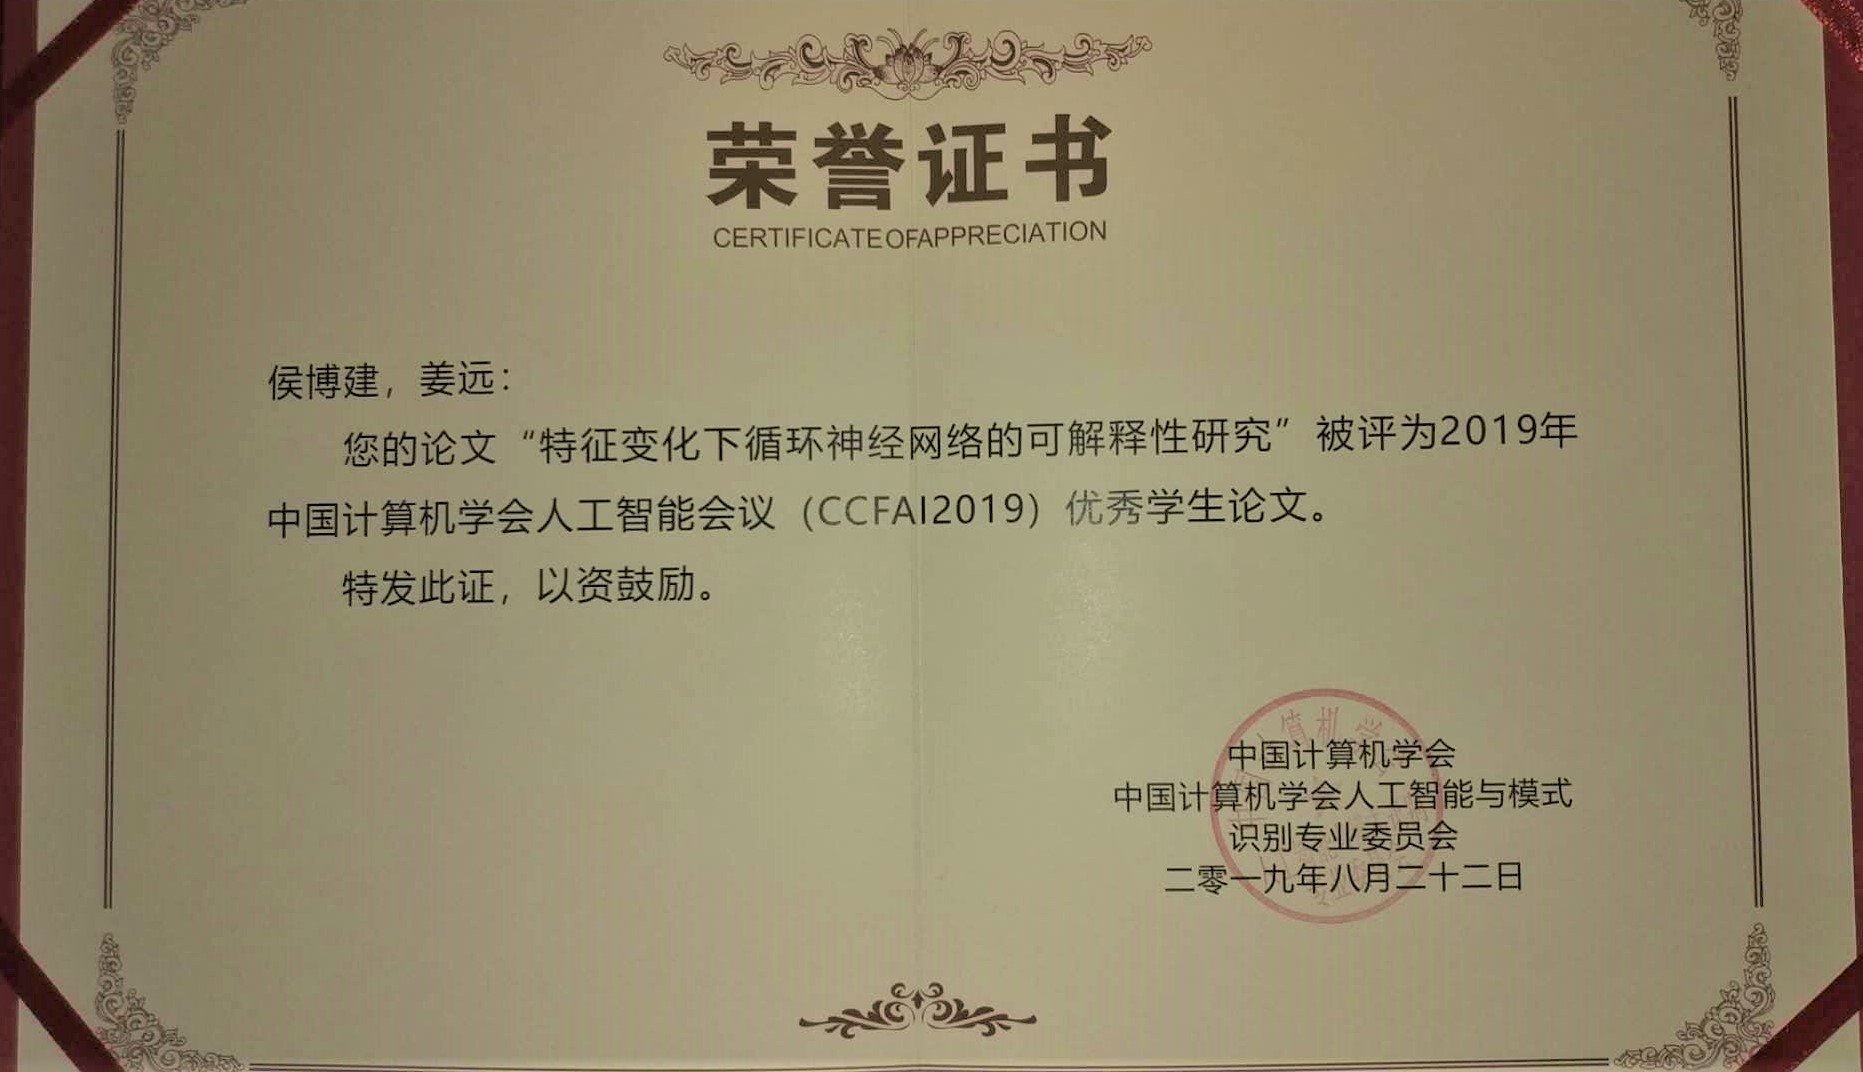 荣誉证书
CERTIFICATE OF APPRECIATION
侯博建，姜远：
您的论文“特征变化下循环神经网络的可解释性研究”被评为2019年
中国计算机学会人工智能会议（CCFAI2019）优秀学生论文。
特发此证，以资鼓励。
中国计算机学会
中国计算机学会人工智能与模式
识别专业委员会
二零一九年八月二十二日